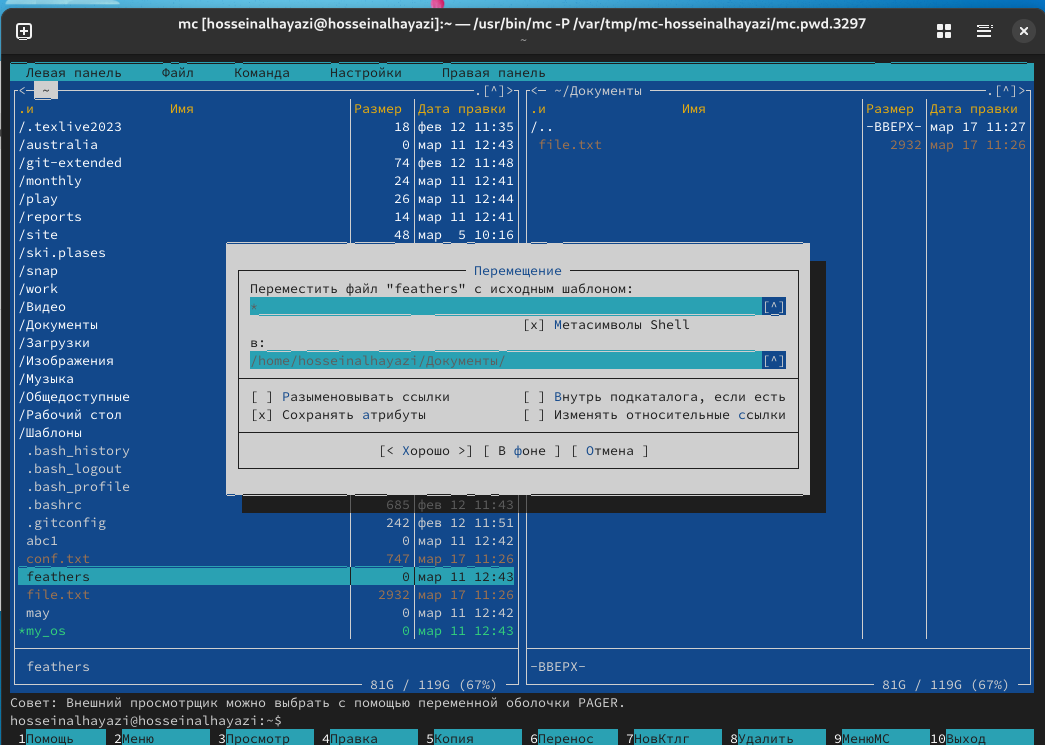 mc [hosseinalhayazi@hosseinalhayazi]:~ — /usr/bin/mc -P /var/tmp/mc-hosseinalhayazi/mc.pwd.3297
~
Левая панель Файл Команда Настройки Правая панель
<─ ~ .[^]> <─ ~/Документы .[^]>
.и Имя Размер Дата правки .и Имя Размер Дата правки
/.texlive2023 18 фев 12 11:35 /.. -ВВЕРХ- мар 17 11:27
/australia 0 мар 11 12:43 file.txt 2932 мар 17 11:26
/git-extended 74 фев 12 11:48
/monthly 24 мар 11 12:41
/play 26 мар 11 12:44
/reports 14 мар 11 12:41
/site 48 мар 5 10:16
/ski.plases
/snap
/work
/Видео
/Документы
/Загрузки
/Изображения
/Музыка
/Общедоступные
/Рабочий стол
/Шаблоны
.bash_history
.bash_logout
.bash_profile
.bashrc 685 фев 12 11:43
.gitconfig 242 фев 12 11:51
abc1 0 мар 11 12:42
conf.txt 747 мар 17 11:26
feathers 0 мар 11 12:43
file.txt 2932 мар 17 11:26
may 0 мар 11 12:42
*my_os 0 мар 11 12:43
feathers -ВВЕРХ-
81G / 119G (67%) 81G / 119G (67%)
Перемещение
Переместить файл "feathers" с исходным шаблоном:
* [^]
[x] Метасимволы Shell
в:
/home/hosseinalhayazi/Документы/ [^]
[ ] Разыменовывать ссылки [ ] Внутрь подкаталога, если есть
[x] Сохранять атрибуты [ ] Изменять относительные ссылки
[< Хорошо >] [ В фоне ] [ Отмена ]
Совет: Внешний просмотрщик можно выбрать с помощью переменной оболочки PAGER.
hosseinalhayazi@hosseinalhayazi:~$
1Помощь 2Меню 3Просмотр 4Правка 5Копия 6Перенос 7НовКтлг 8Удалить 9МенюМС 10Выход